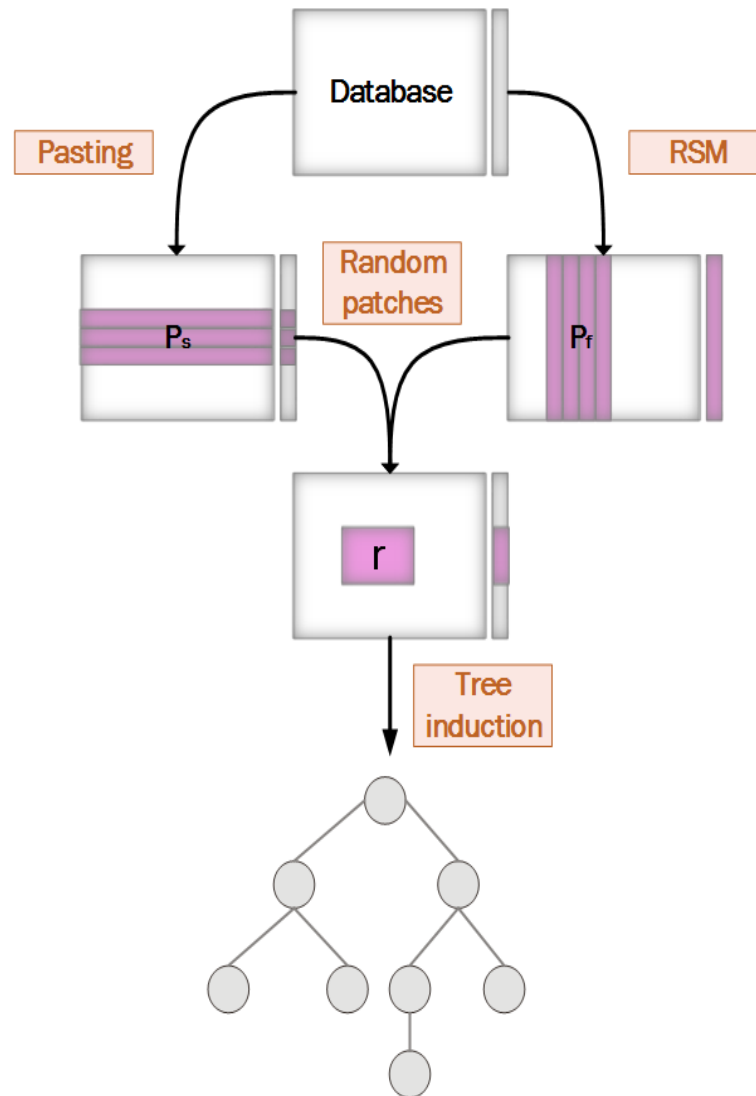 Database
Pasting
RSM
Random
patches
Ps
Pf
r
Tree
induction